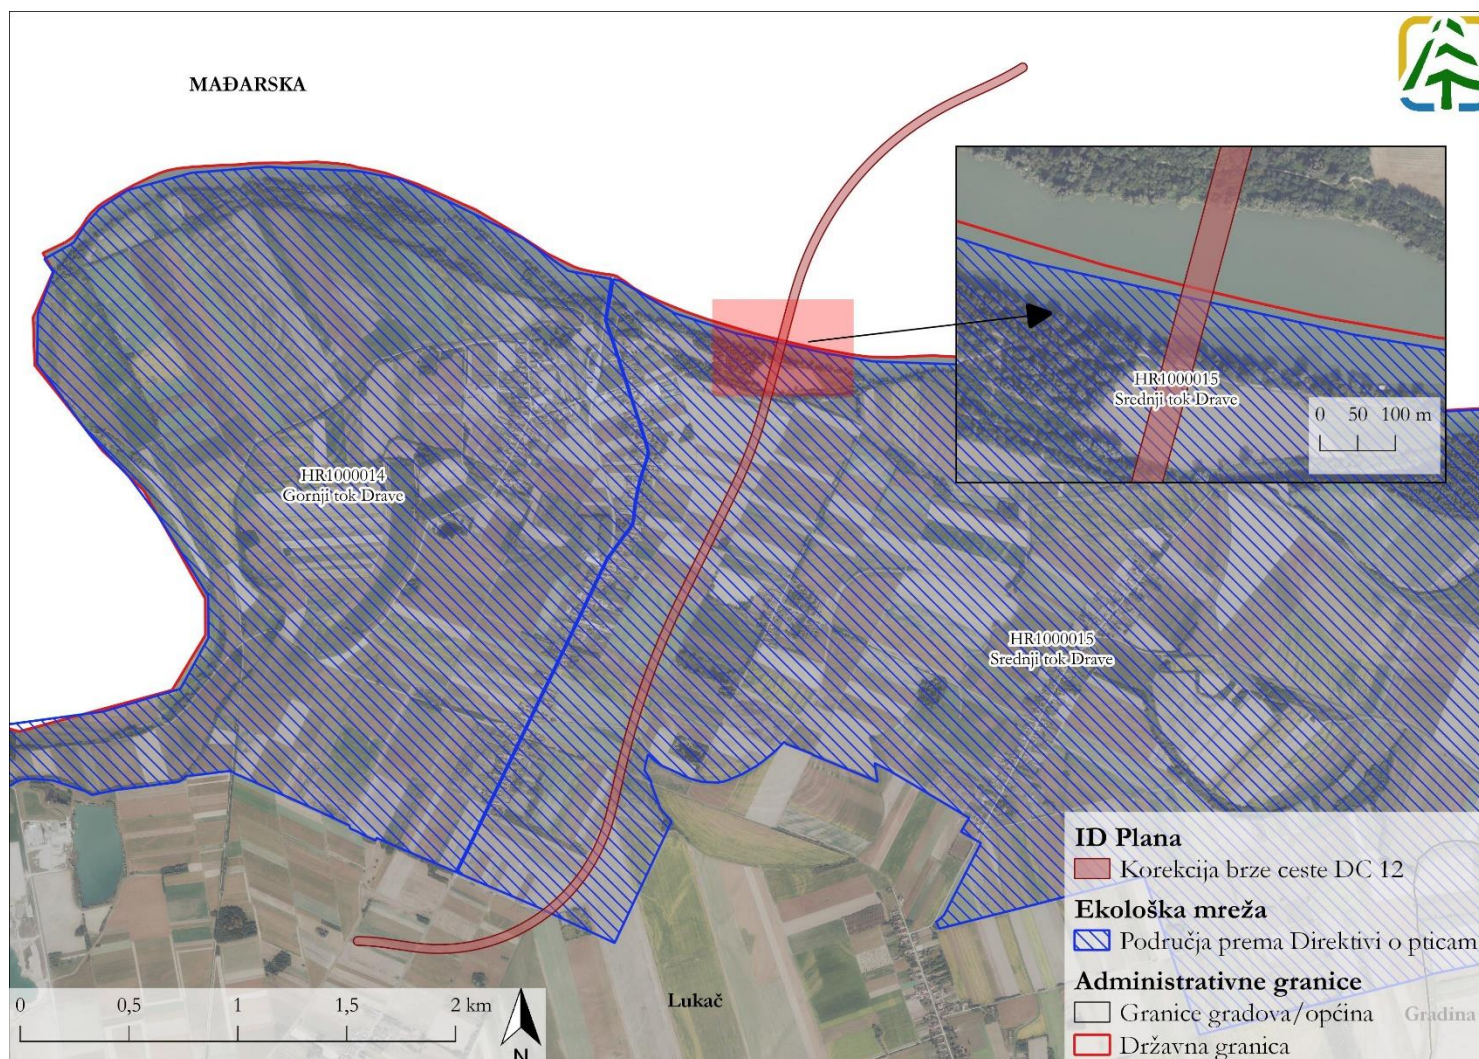 MAĐARSKA
HR1000015
Srednji tok Drave
0 50 100 m
HR1000014
Gornji tok Drave
HR1000015
Srednji tok Drave
Lukač
Gradina
0 0,5 1 1,5 2 km
N
ID Plana
Korekcija brze ceste DC 12
Ekološka mreža
Područja prema Direktivi o pticam
Administrativne granice
Granice gradova/općina
Državna granica